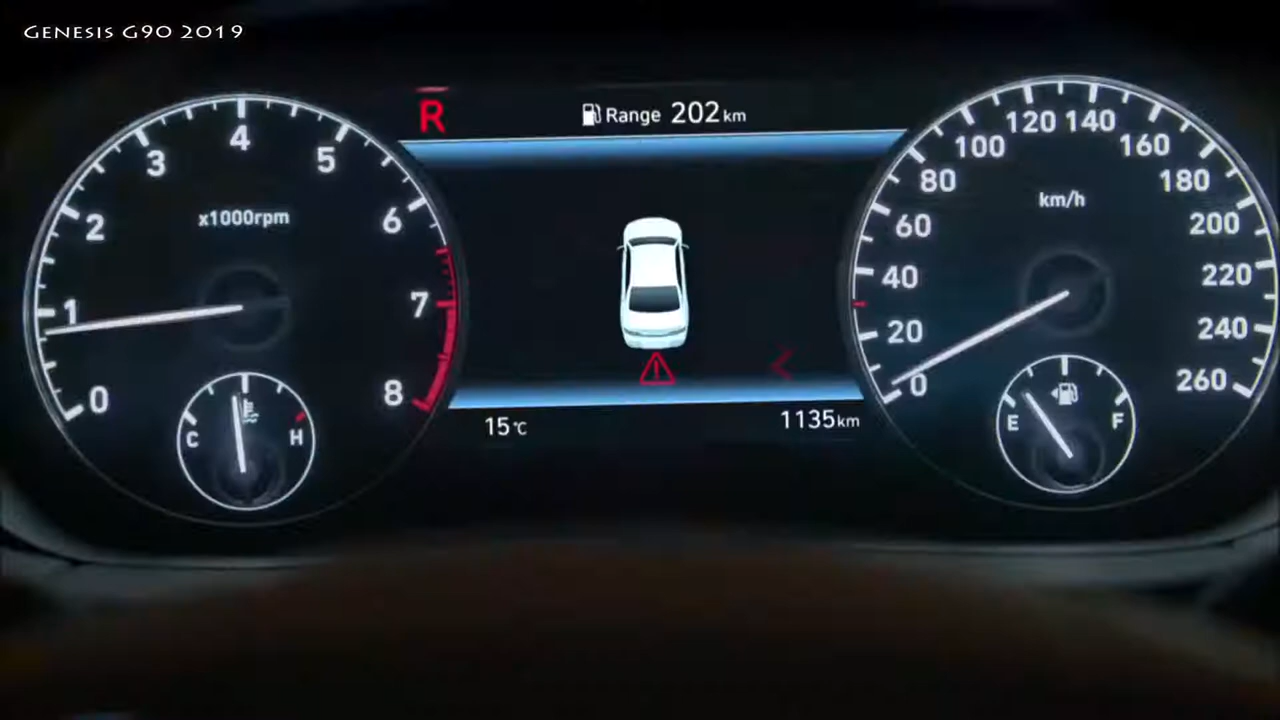 GENESIS G90 2019
R
Range 202 km
0 1 2 3 4 5 6 7 8
x1000rpm
C H
0 20 40 60 80 100 120 140 160 180 200 220 240 260
km/h
E F
15℃
1135km